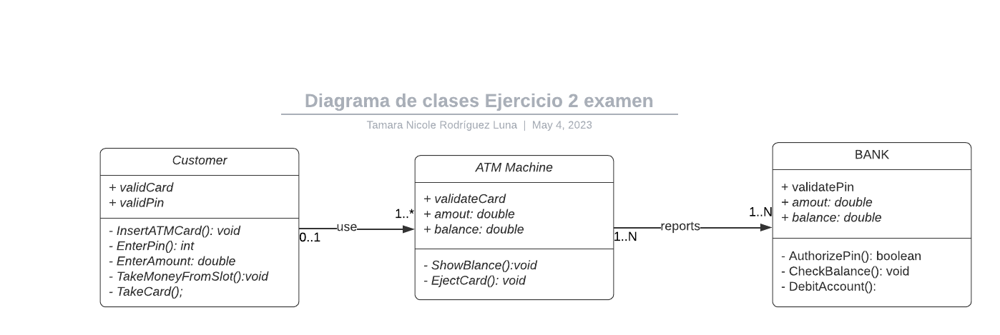 Diagrama de clases Ejercicio 2 examen
Tamara Nicole Rodríguez Luna | May 4, 2023
Customer
+ validCard
+ validPin
- InsertATMCard(): void
- EnterPin(): int
- EnterAmount: double
- TakeMoneyFromSlot():void
- TakeCard();
0..1
use
1..*
ATM Machine
+ validateCard
+ amout: double
+ balance: double
- ShowBlance():void
- EjectCard(): void
1..N
reports
1..N
BANK
+ validatePin
+ amout: double
+ balance: double
- AuthorizePin(): boolean
- CheckBalance(): void
- DebitAccount():